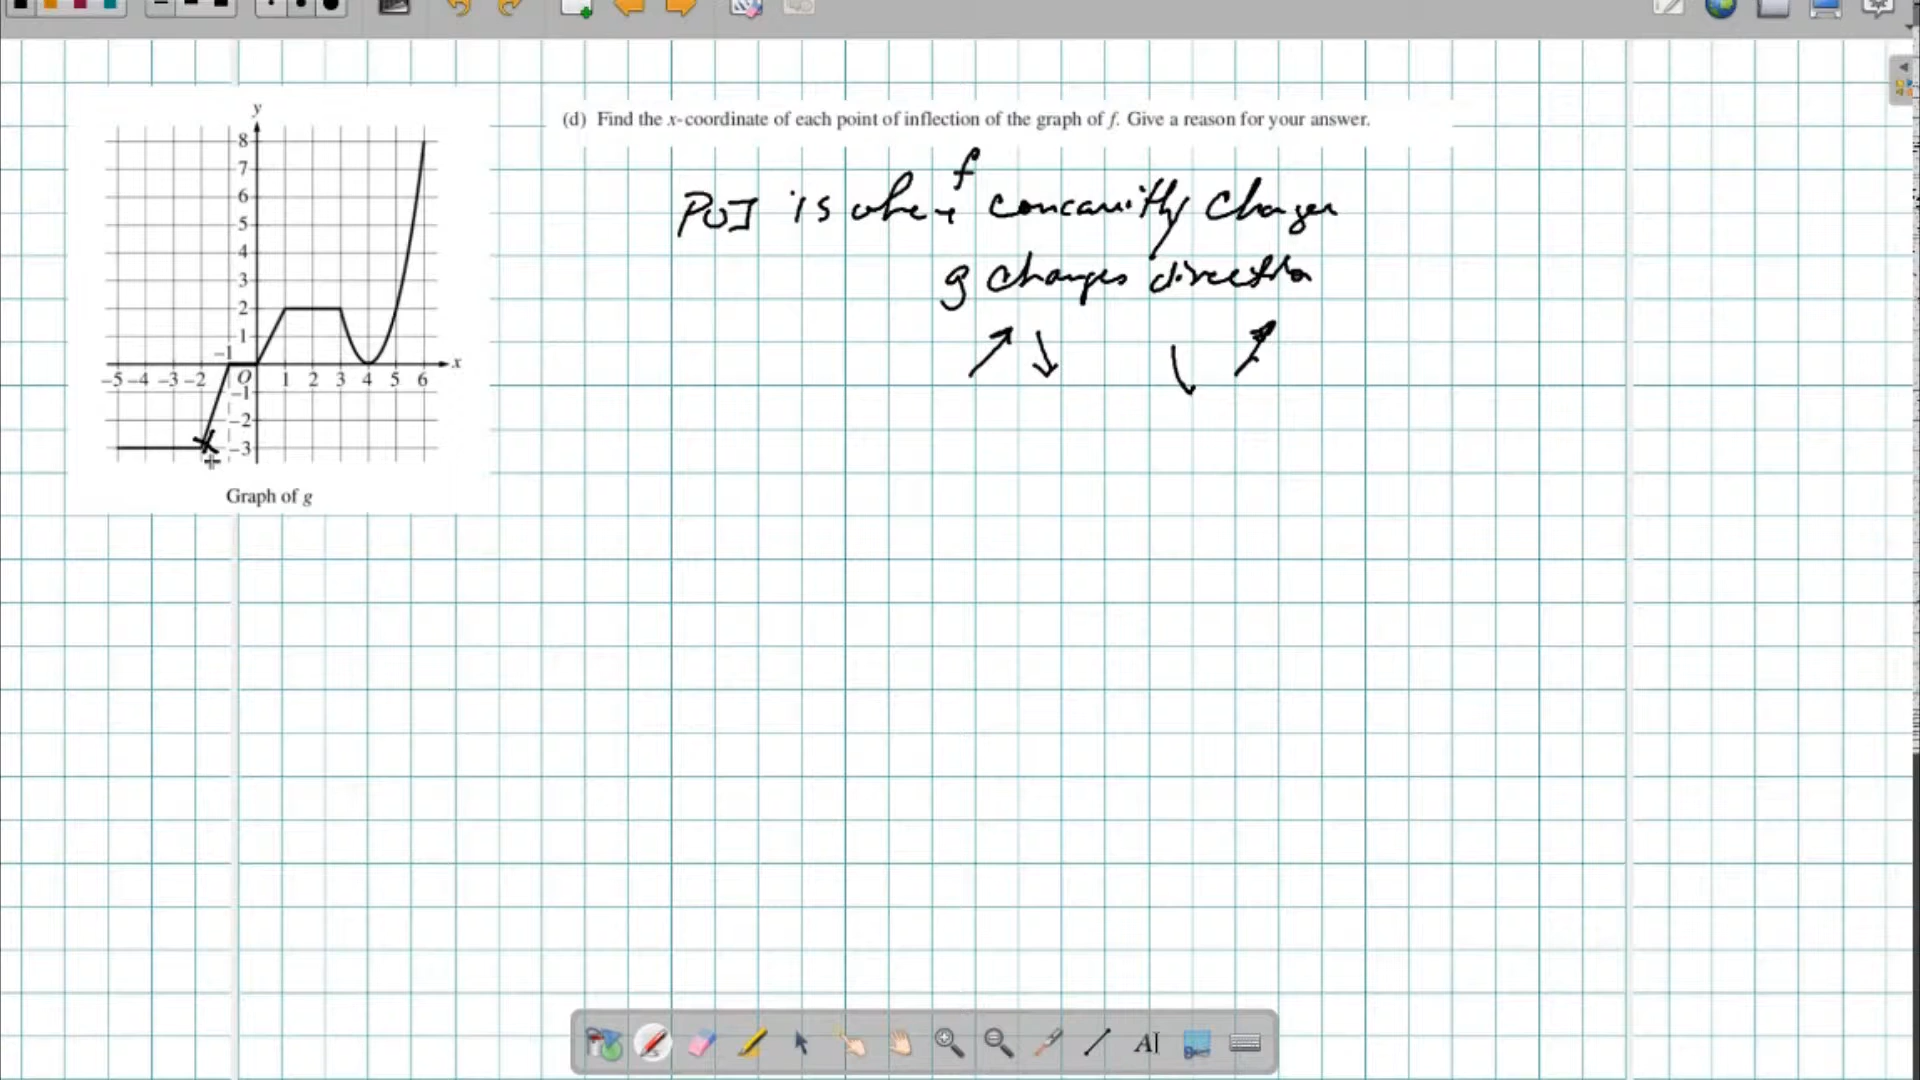 (d) Find the x-coordinate of each point of inflection of the graph of f. Give a reason for your answer.
POI is where f concavity changes
g changes direction
y
8
7
6
5
4
3
2
1
-1
-5 -4 -3 -2 O 1 2 3 4 5 6 x
-1
-2
-3
Graph of g
AI